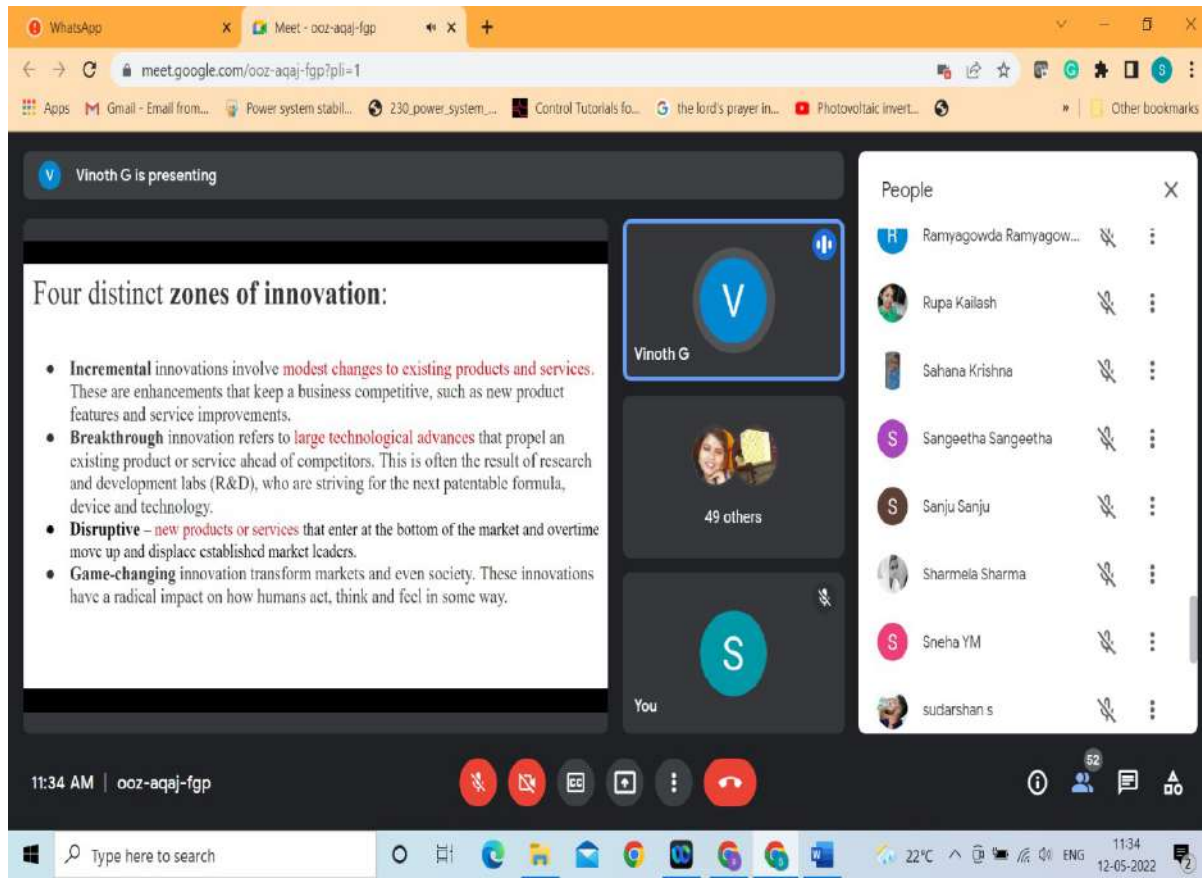 WhatsApp
Meet - ooz-aqaj-fgp
meet.google.com/ooz-aqaj-fgp?pli=1
Apps
Gmail - Email from...
Power system stabil...
230_power_system_...
Control Tutorials fo...
the lord's prayer in...
Photovoltaic invert...
»
Other bookmarks
V
Vinoth G is presenting
Four distinct zones of innovation:
• Incremental innovations involve modest changes to existing products and services.
These are enhancements that keep a business competitive, such as new product
features and service improvements.
• Breakthrough innovation refers to large technological advances that propel an
existing product or service ahead of competitors. This is often the result of research
and development labs (R&D), who are striving for the next patentable formula,
device and technology.
• Disruptive – new products or services that enter at the bottom of the market and overtime
move up and displace established market leaders.
• Game-changing innovation transform markets and even society. These innovations
have a radical impact on how humans act, think and feel in some way.
V
Vinoth G
49 others
S
You
People
R
Ramyagowda Ramyagow...
Rupa Kailash
Sahana Krishna
S
Sangeetha Sangeetha
S
Sanju Sanju
Sharmela Sharma
S
Sneha YM
sudarshan s
11:34 AM | ooz-aqaj-fgp
CC
52
Type here to search
22°C
ENG
11:34
12-05-2022
2